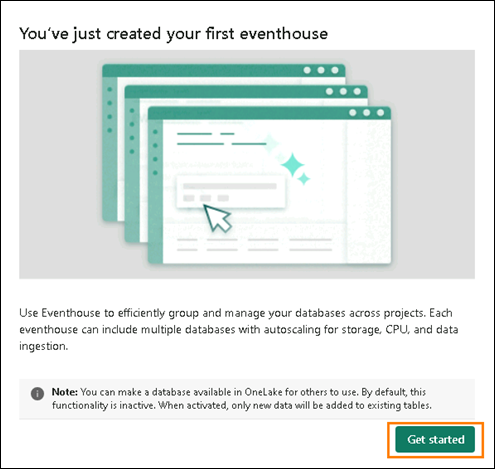 You've just created your first eventhouse
Use Eventhouse to efficiently group and manage your databases across projects. Each
eventhouse can include multiple databases with autoscaling for storage, CPU, and data
ingestion.
Note: You can make a database available in OneLake for others to use. By default, this
functionality is inactive. When activated, only new data will be added to existing tables.
Get started